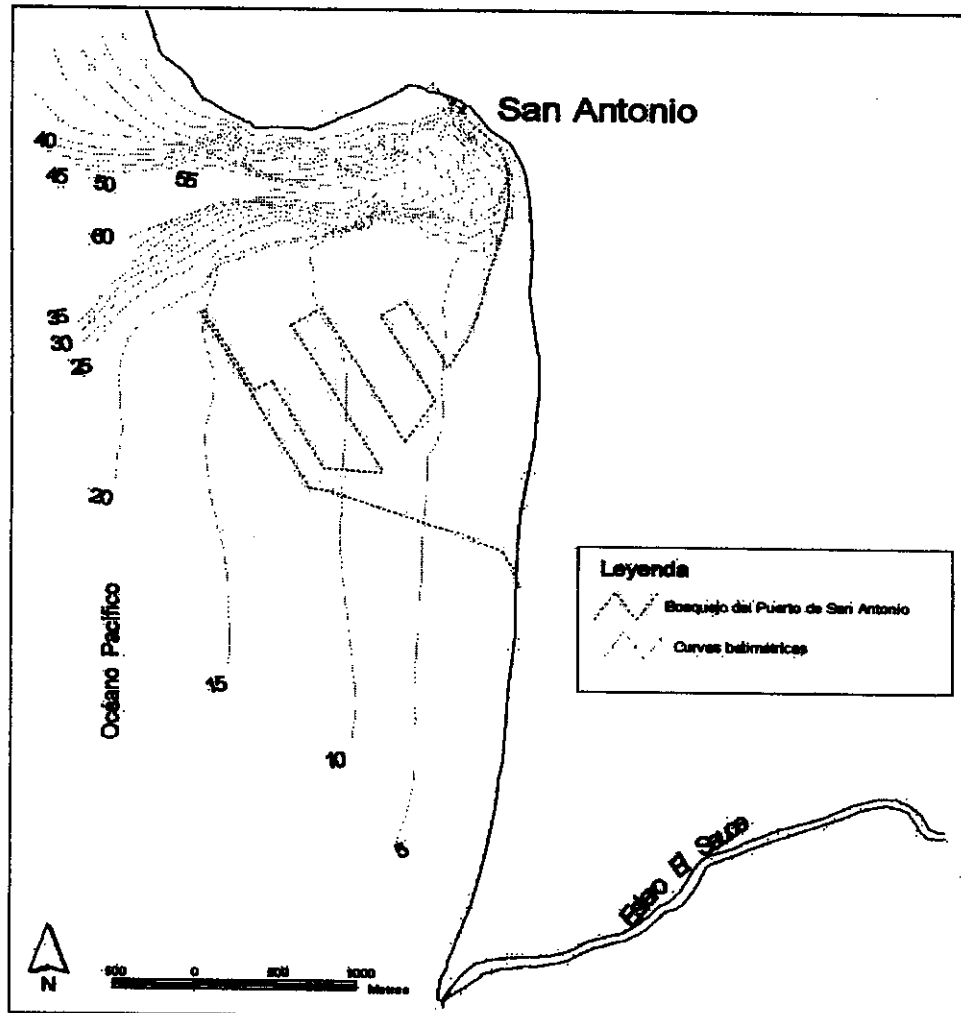 San Antonio
40
45
50
55
60
35
30
25
20
15
10
5
Océano Pacífico
Leyenda
Bosquejo del Puerto de San Antonio
Curvas batimétricas
Estero El Sauce
N
500 0 500 1000
Metros